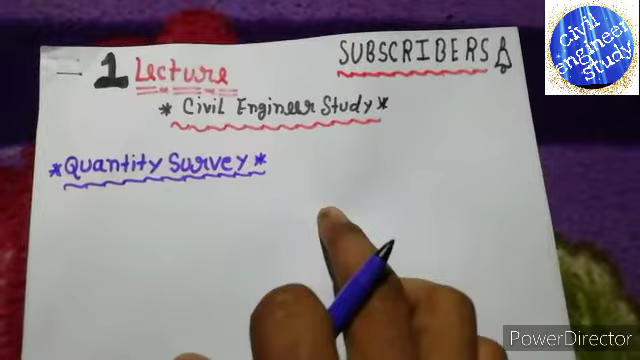 1 Lecture
SUBSCRIBERS
* Civil Engineer Study *
* Quantity Survey *
civil
engineer
study
PowerDirector